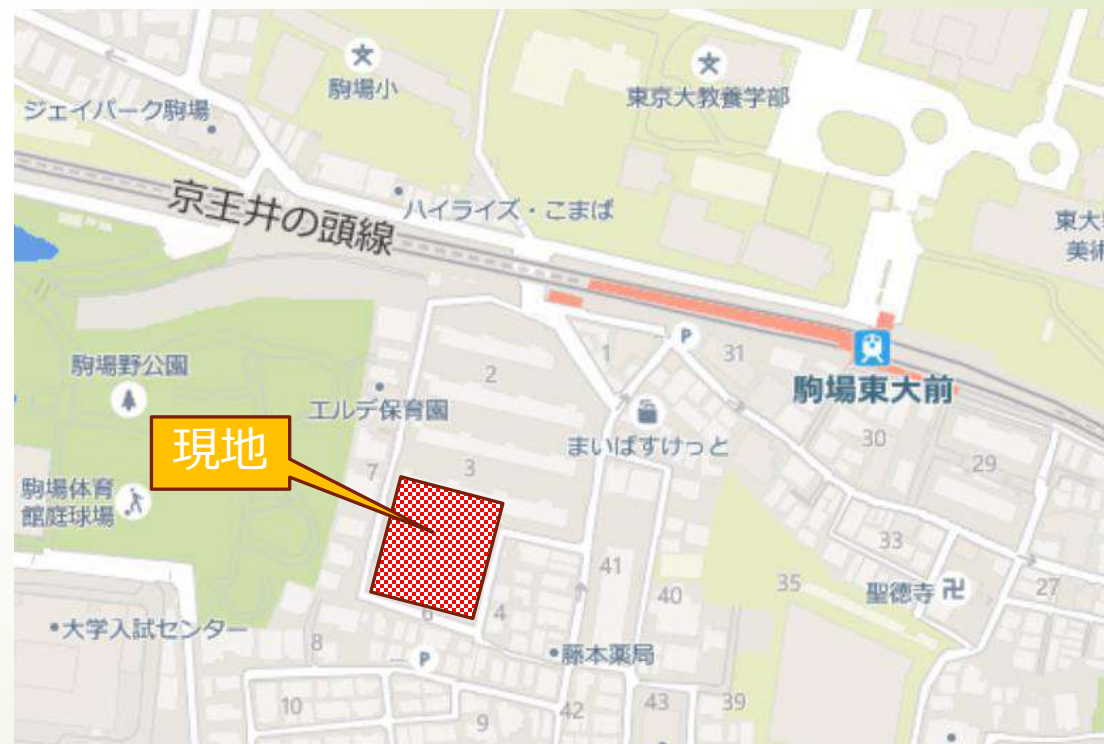 駒場小
東京大教養学部
ジェイパーク駒場
京王井の頭線
ハイライズ・こまば
東大
美術
P
1
31
駒場東大前
2
駒場野公園
エルデ保育園
まいばすけっと
30
現地
7
3
29
駒場体育
館庭球場
33
41
35
聖徳寺
卍
27
40
大学入試センター
6
4
8
藤本薬局
P
10
9
42
43
39